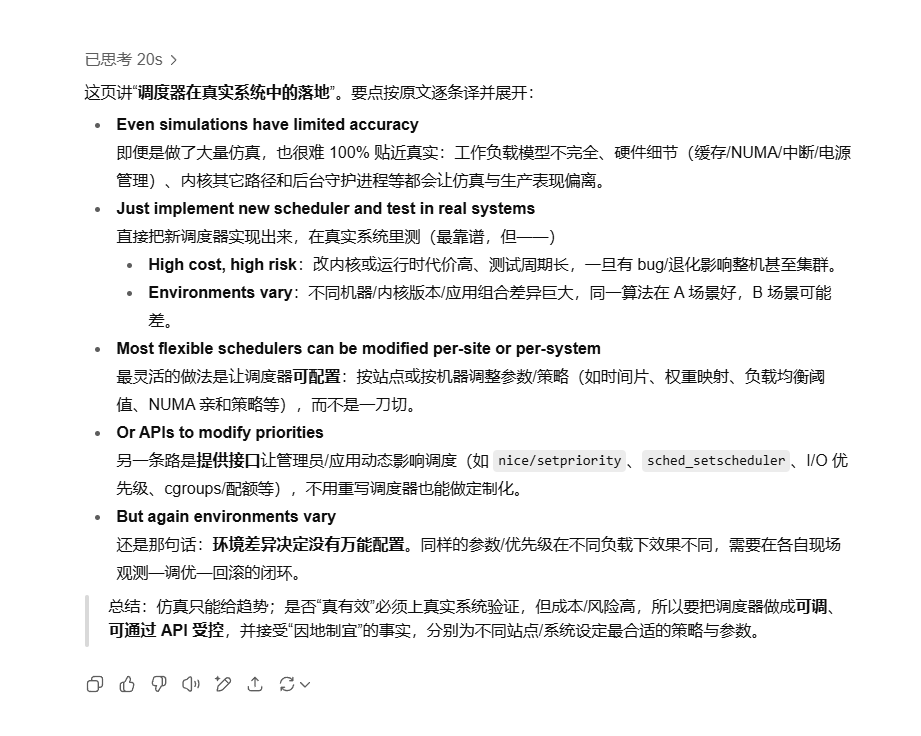 已思考 20s
这页讲“调度器在真实系统中的落地”。要点按原文逐条译并展开：
Even simulations have limited accuracy
即便是做了大量仿真，也很难 100% 贴近真实：工作负载模型不完全、硬件细节（缓存/NUMA/中断/电源
管理）、内核其它路径和后台守护进程等都会让仿真与生产表现偏离。
Just implement new scheduler and test in real systems
直接把新调度器实现出来，在真实系统里测（最靠谱，但——）
High cost, high risk：改内核或运行时代价高、测试周期长，一旦有 bug/退化影响整机甚至集群。
Environments vary：不同机器/内核版本/应用组合差异巨大，同一算法在 A 场景好，B 场景可能
差。
Most flexible schedulers can be modified per-site or per-system
最灵活的做法是让调度器可配置：按站点或按机器调整参数/策略（如时间片、权重映射、负载均衡阈
值、NUMA 亲和策略等），而不是一刀切。
Or APIs to modify priorities
另一条路是提供接口让管理员/应用动态影响调度（如 nice/setpriority、sched_setscheduler、I/O 优
先级、cgroups/配额等），不用重写调度器也能做定制化。
But again environments vary
还是那句话：环境差异决定没有万能配置。同样的参数/优先级在不同负载下效果不同，需要在各自现场
观测—调优—回滚的闭环。
总结：仿真只能给趋势；是否“真有效”必须上真实系统验证，但成本/风险高，所以要把调度器做成可调、
可通过 API 受控，并接受“因地制宜”的事实，分别为不同站点/系统设定最合适的策略与参数。